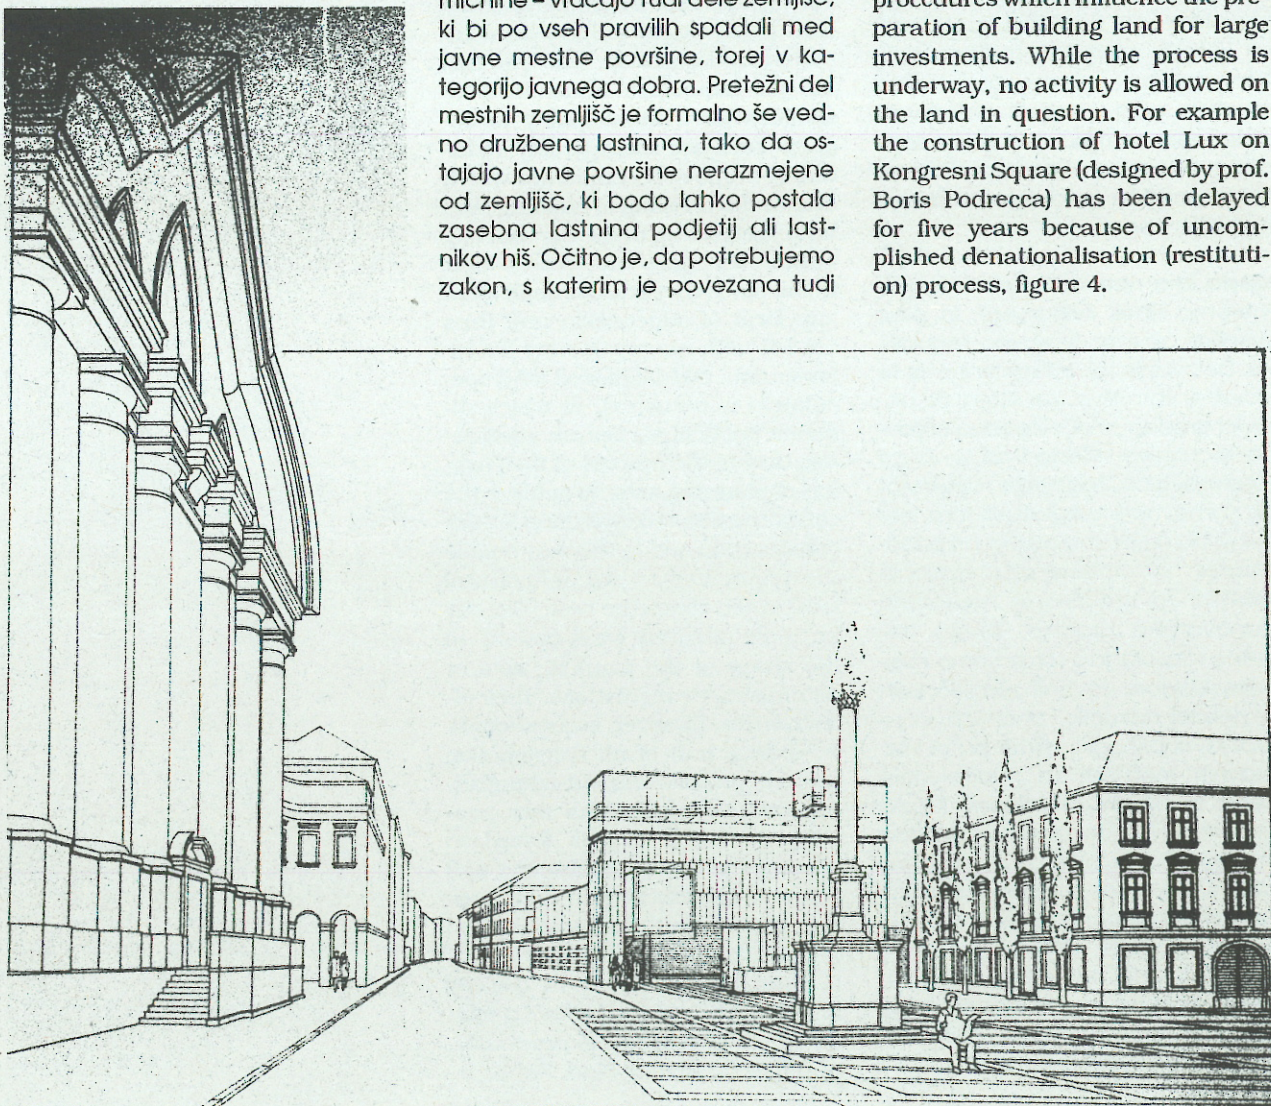 ki bi po vseh pravilih spadali med
javne mestne površine, torej v ka-
tegorijo javnega dobra. Pretežni del
mestnih zemljišč je formalno še ved-
no družbena lastnina, tako da os-
tajajo javne površine nerazmejene
od zemljišč, ki bodo lahko postala
zasebna lastnina podjetij ali last-
nikov hiš. Očitno je, da potrebujemo
zakon, s katerim je povezana tudi
procedures which influence the pre-
paration of building land for large
investments. While the process is
underway, no activity is allowed on
the land in question. For example
the construction of hotel Lux on
Kongresni Square (designed by prof.
Boris Podrecca) has been delayed
for five years because of uncom-
plished denationalisation (restituti-
on) process, figure 4.